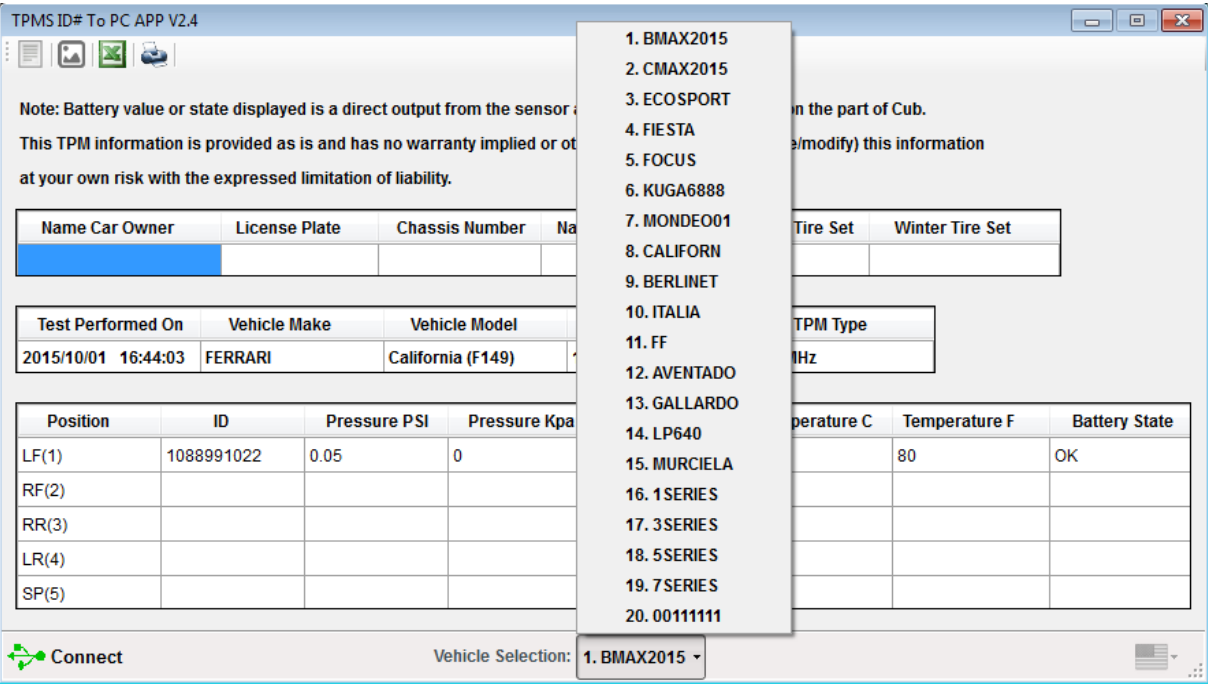 TPMS ID# To PC APP V2.4
Note: Battery value or state displayed is a direct output from the sensor on the part of Cub.
This TPM information is provided as is and has no warranty implied or this information
at your own risk with the expressed limitation of liability.
Name Car Owner License Plate Chassis Number Tire Set Winter Tire Set
Test Performed On Vehicle Make Vehicle Model TPM Type
2015/10/01 16:44:03 FERRARI California (F149)
Position ID Pressure PSI Pressure Kpa C Temperature F Battery State
LF(1) 1088991022 0.05 0 80 OK
RF(2)
RR(3)
LR(4)
SP(5)
1. BMAX2015
2. CMAX2015
3. ECOSPORT
4. FIESTA
5. FOCUS
6. KUGA6888
7. MONDEO01
8. CALIFORN
9. BERLINET
10. ITALIA
11. FF
12. AVENTADO
13. GALLARDO
14. LP640
15. MURCIELA
16. 1SERIES
17. 3SERIES
18. 5SERIES
19. 7SERIES
20. 00111111
Connect Vehicle Selection: 1. BMAX2015